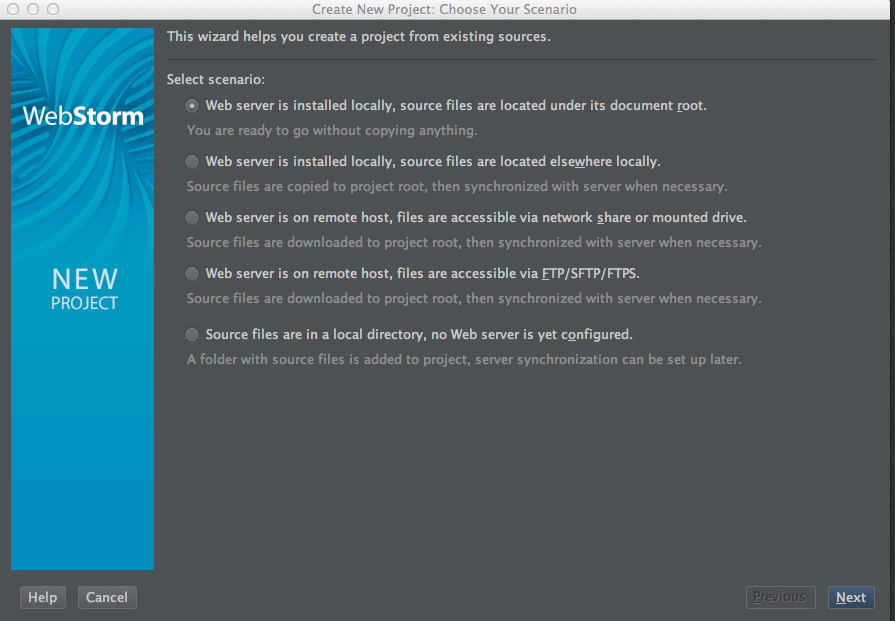 Create New Project: Choose Your Scenario
This wizard helps you create a project from existing sources.
WebStorm
NEW
PROJECT
Select scenario:
Web server is installed locally, source files are located under its document root.
You are ready to go without copying anything.
Web server is installed locally, source files are located elsewhere locally.
Source files are copied to project root, then synchronized with server when necessary.
Web server is on remote host, files are accessible via network share or mounted drive.
Source files are downloaded to project root, then synchronized with server when necessary.
Web server is on remote host, files are accessible via FTP/SFTP/FTPS.
Source files are downloaded to project root, then synchronized with server when necessary.
Source files are in a local directory, no Web server is yet configured.
A folder with source files is added to project, server synchronization can be set up later.
Help Cancel Previous Next